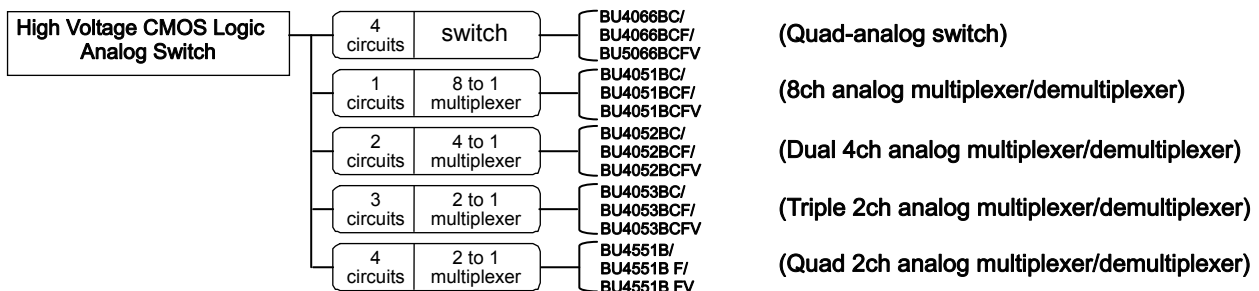 High Voltage CMOS Logic
Analog Switch
4
circuits
switch
BU4066BC/
BU4066BCF/
BU5066BCFV
(Quad-analog switch)
1
circuits
8 to 1
multiplexer
BU4051BC/
BU4051BCF/
BU4051BCFV
(8ch analog multiplexer/demultiplexer)
2
circuits
4 to 1
multiplexer
BU4052BC/
BU4052BCF/
BU4052BCFV
(Dual 4ch analog multiplexer/demultiplexer)
3
circuits
2 to 1
multiplexer
BU4053BC/
BU4053BCF/
BU4053BCFV
(Triple 2ch analog multiplexer/demultiplexer)
4
circuits
2 to 1
multiplexer
BU4551B/
BU4551B F/
BU4551B FV
(Quad 2ch analog multiplexer/demultiplexer)